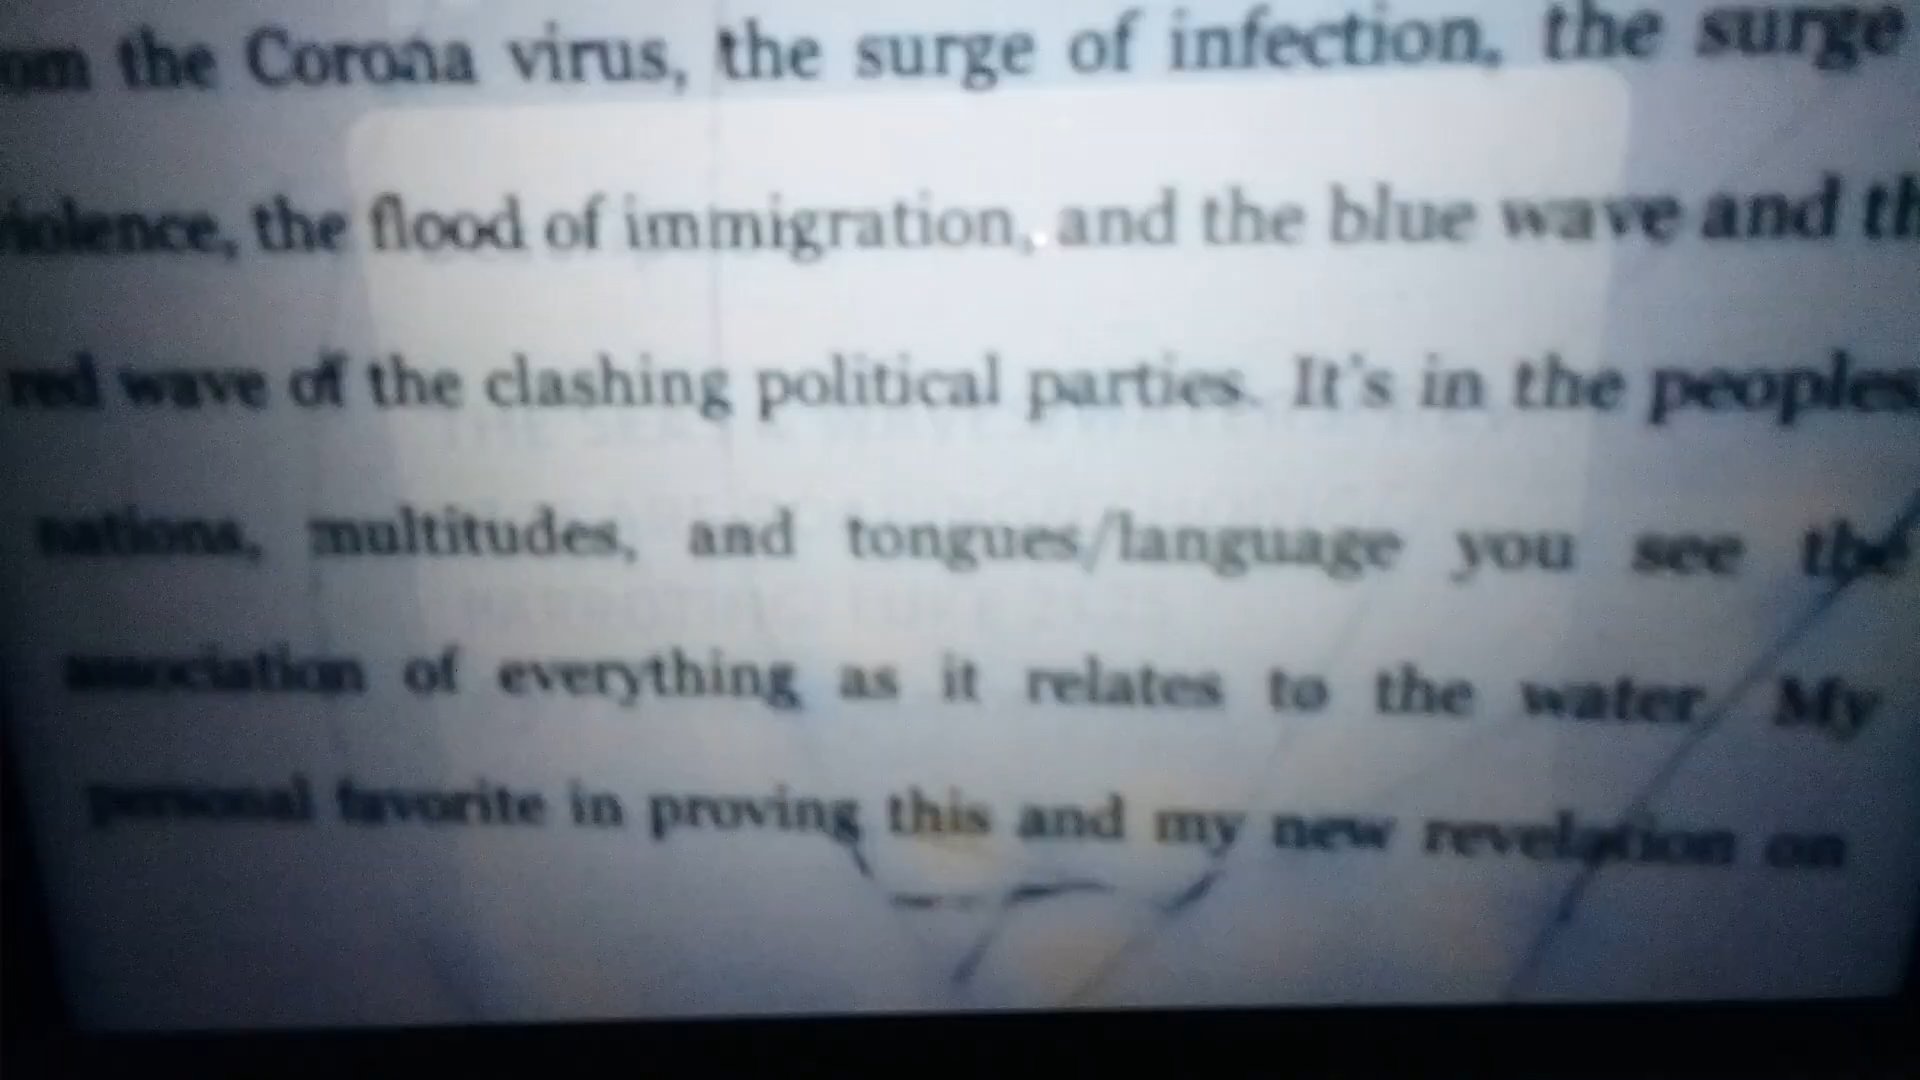 om the Corona virus, the surge of infection, the surge
iolence, the flood of immigration, and the blue wave and th
red wave of the clashing political parties. It's in the peoples
nations, multitudes, and tongues/language you see the
association of everything as it relates to the water. My
personal favorite in proving this and my new revelation on